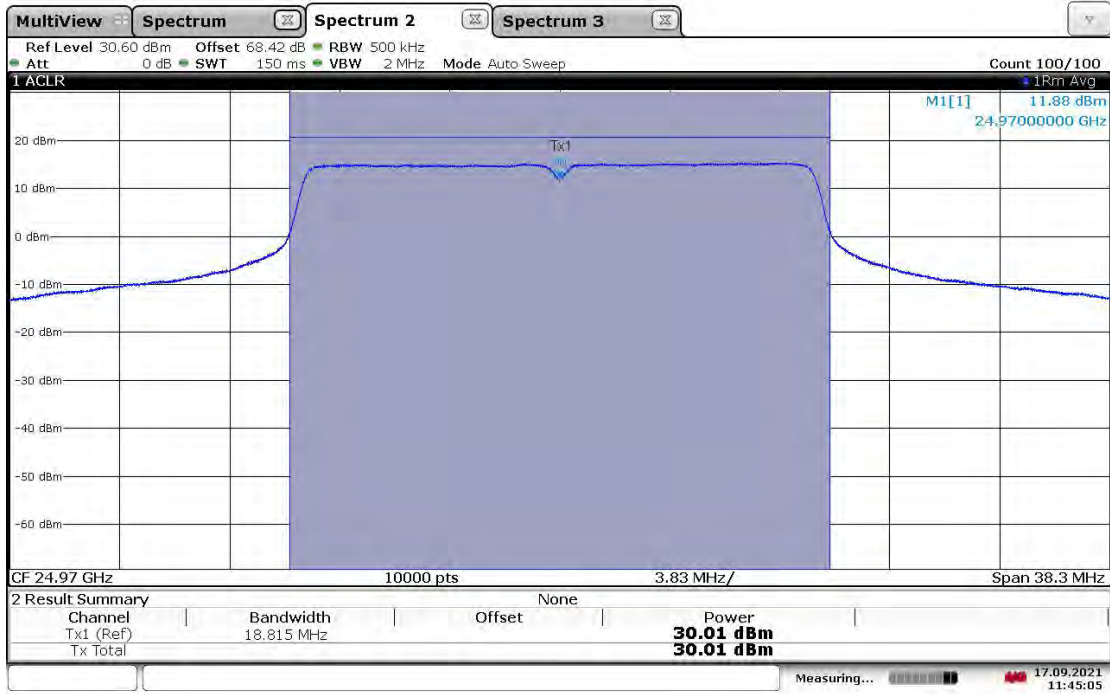 MultiView Spectrum Spectrum 2 Spectrum 3
Ref Level 30.60 dBm Offset 68.42 dB RBW 500 kHz
Att 0 dB SWT 150 ms VBW 2 MHz Mode Auto Sweep Count 100/100
1 ACLR 1Rm Avg
M1[1] 11.88 dBm
24.97000000 GHz
20 dBm
Tx1
10 dBm
0 dBm
-10 dBm
-20 dBm
-30 dBm
-40 dBm
-50 dBm
-60 dBm
CF 24.97 GHz 10000 pts 3.83 MHz/ Span 38.3 MHz
2 Result Summary None
Channel Bandwidth Offset Power
Tx1 (Ref) 18.815 MHz 30.01 dBm
Tx Total 30.01 dBm
Measuring... 17.09.2021
11:45:05